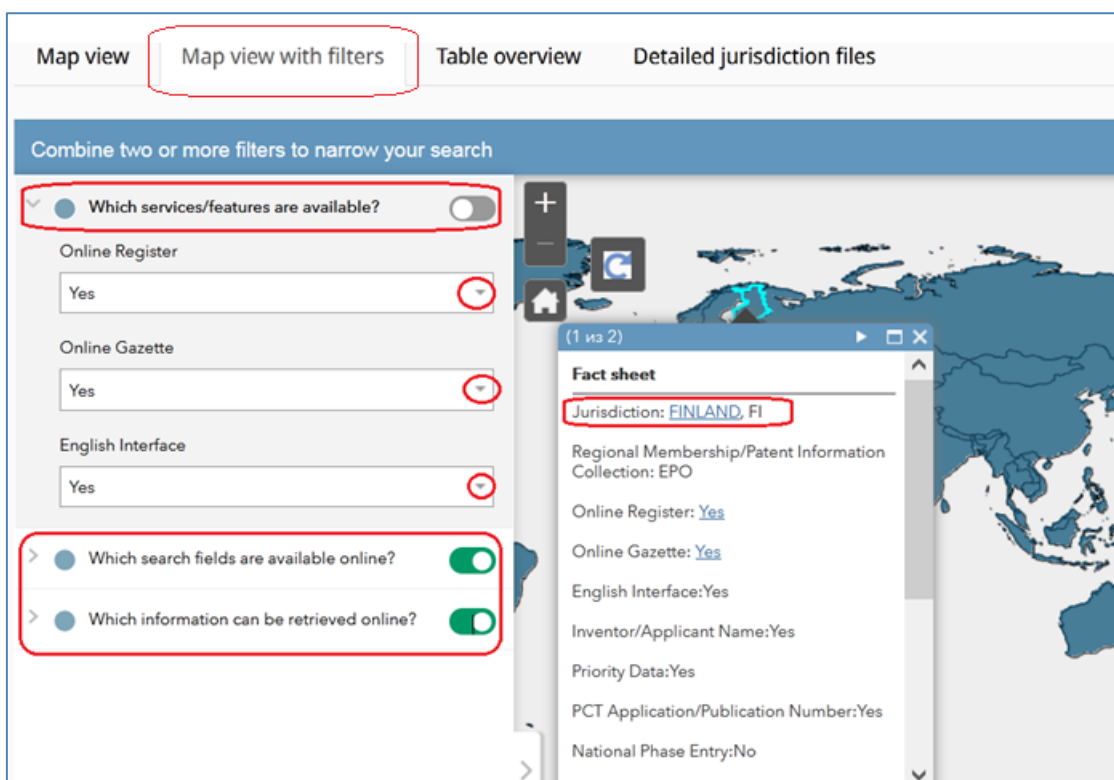 Map view Map view with filters Table overview Detailed jurisdiction files
Combine two or more filters to narrow your search
Which services/features are available?
Online Register
Yes
Online Gazette
Yes
English Interface
Yes
Which search fields are available online?
Which information can be retrieved online?
+
−
(1 из 2)
Fact sheet
Jurisdiction: FINLAND, FI
Regional Membership/Patent Information
Collection: EPO
Online Register: Yes
Online Gazette: Yes
English Interface:Yes
Inventor/Applicant Name:Yes
Priority Data:Yes
PCT Application/Publication Number:Yes
National Phase Entry:No